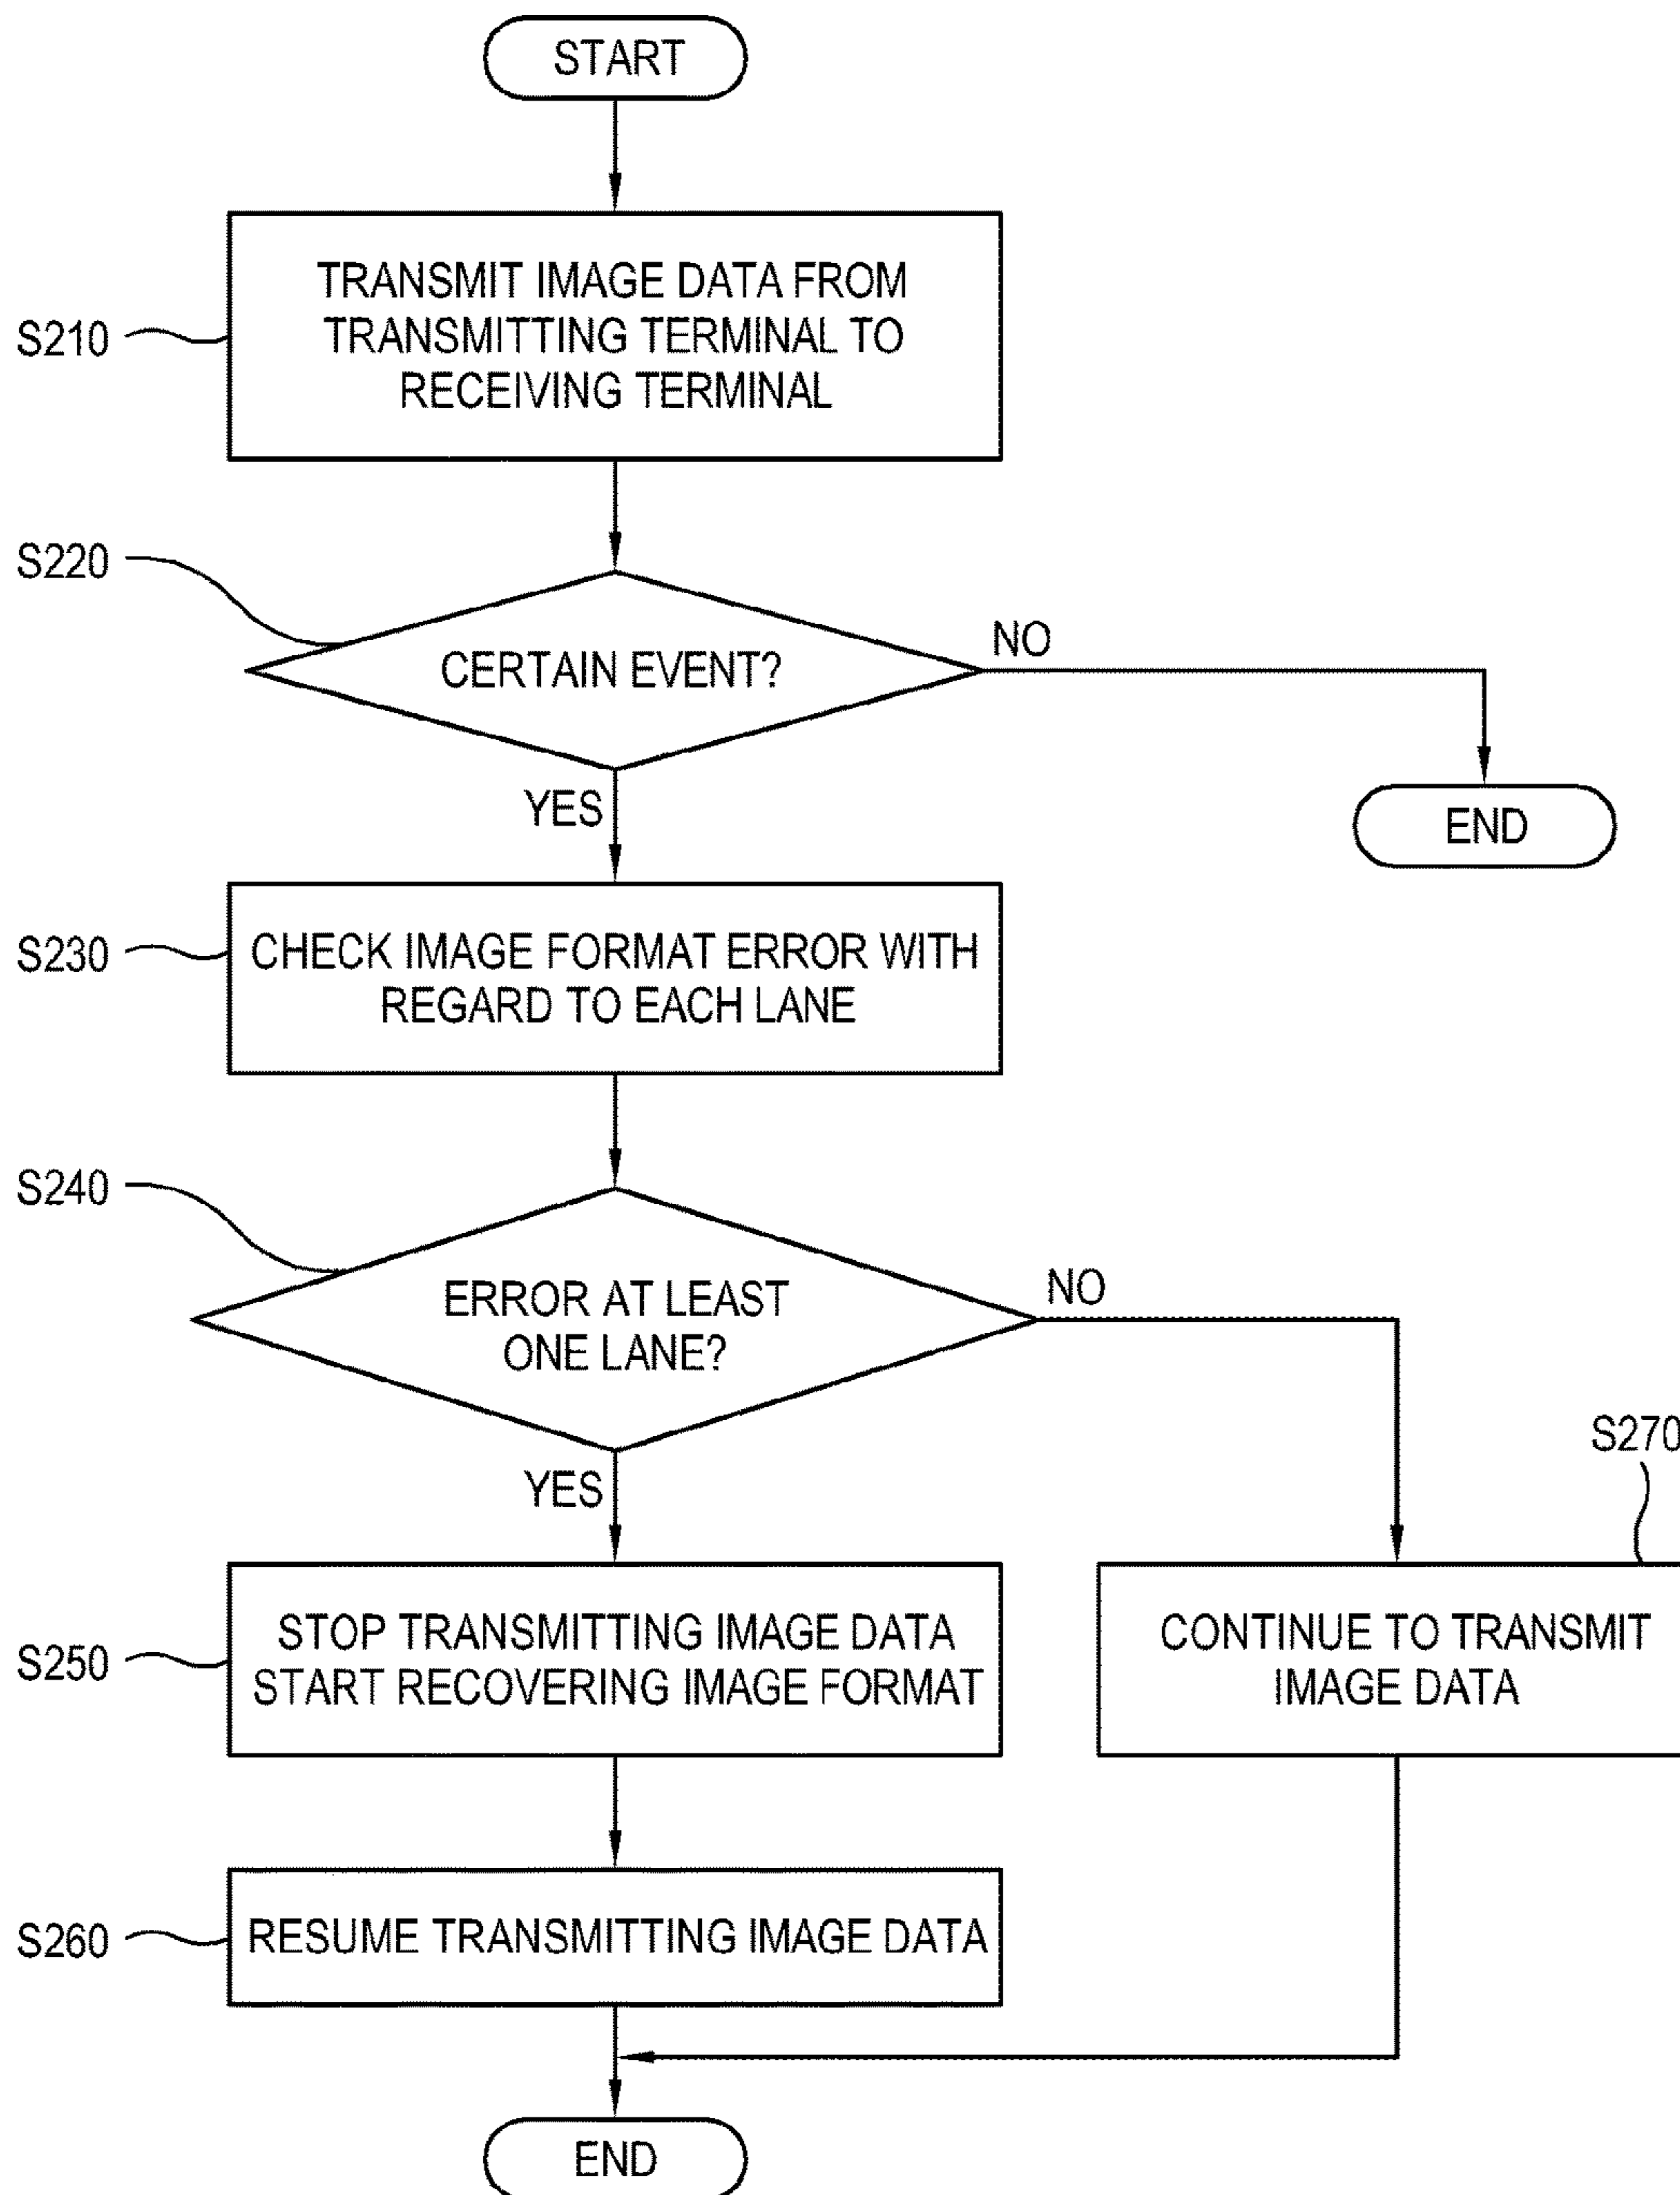 START
S210
TRANSMIT IMAGE DATA FROM
TRANSMITTING TERMINAL TO
RECEIVING TERMINAL
S220
CERTAIN EVENT?
NO
YES
END
S230
CHECK IMAGE FORMAT ERROR WITH
REGARD TO EACH LANE
S240
ERROR AT LEAST
ONE LANE?
NO
YES
S270
S250
STOP TRANSMITTING IMAGE DATA
START RECOVERING IMAGE FORMAT
CONTINUE TO TRANSMIT
IMAGE DATA
S260
RESUME TRANSMITTING IMAGE DATA
END